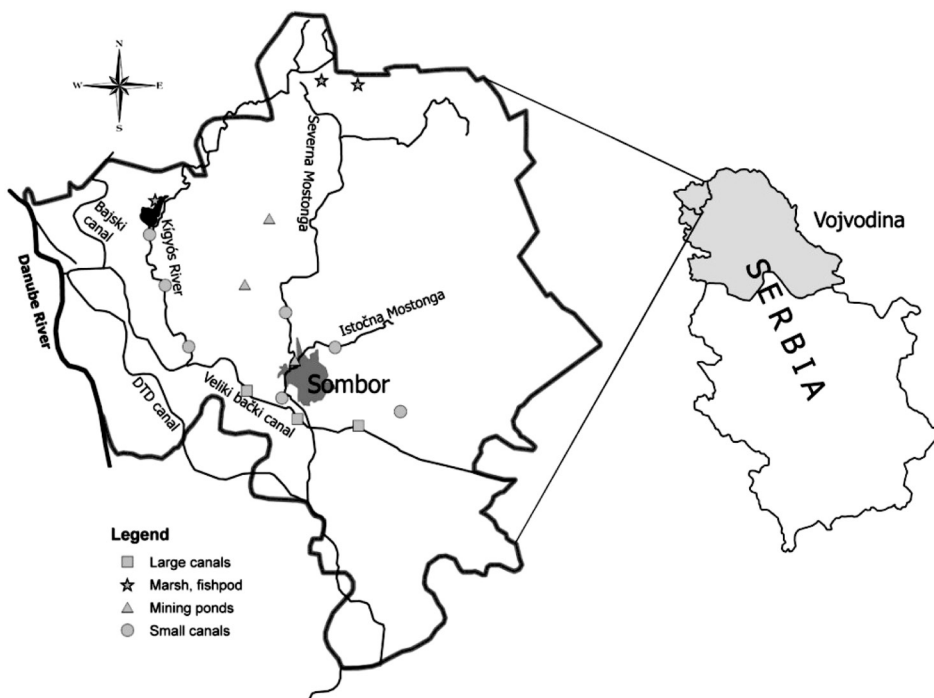 N
W E
S
Severna Mostonga
Bajski
canal
Kígyós River
Danube River
Istočna Mostonga
Sombor
Veliki bački canal
DTD canal
Vojvodina
SERBIA
Legend
Large canals
Marsh, fishpod
Mining ponds
Small canals